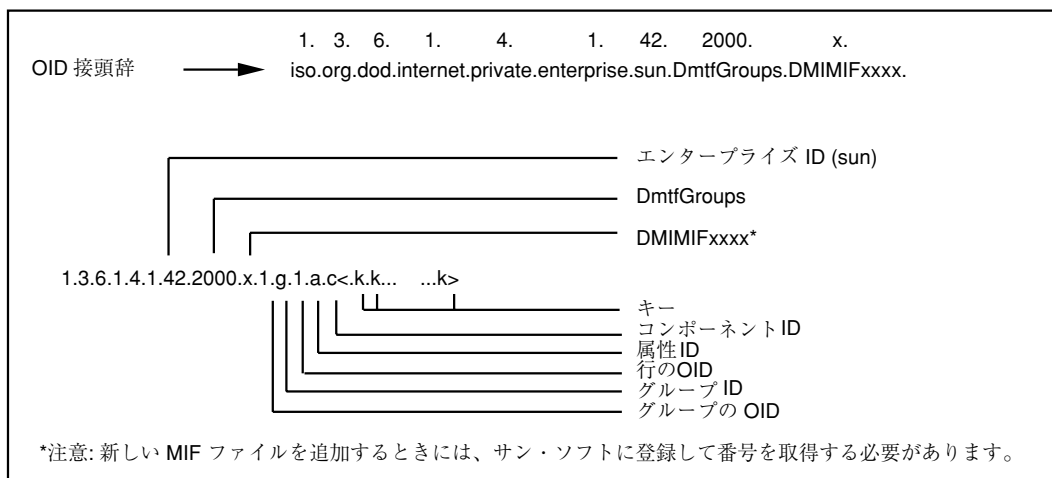 1. 3. 6. 1. 4. 1. 42. 2000. x.
OID 接頭辞 iso.org.dod.internet.private.enterprise.sun.DmtfGroups.DMIMIFxxxx.
エンタープライズ ID (sun)
DmtfGroups
DMIMIFxxxx*
1.3.6.1.4.1.42.2000.x.1.g.1.a.c<.k.k... ...k>
キー
コンポーネント ID
属性 ID
行の OID
グループ ID
グループの OID
*注意: 新しい MIF ファイルを追加するときには、サン・ソフトに登録して番号を取得する必要があります。